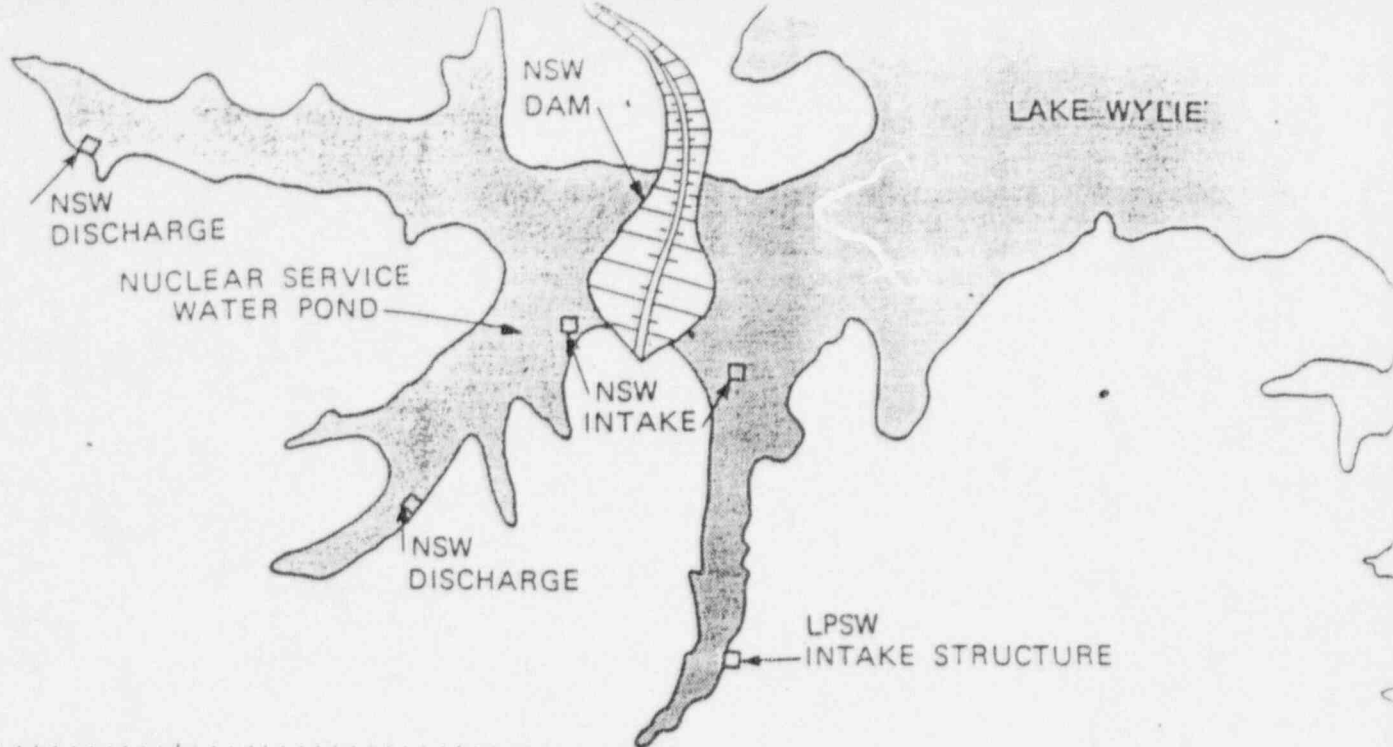 NSW
DAM
LAKE WYLIE
NSW
DISCHARGE
NUCLEAR SERVICE
WATER POND
NSW
INTAKE
NSW
DISCHARGE
LPSW
INTAKE STRUCTURE